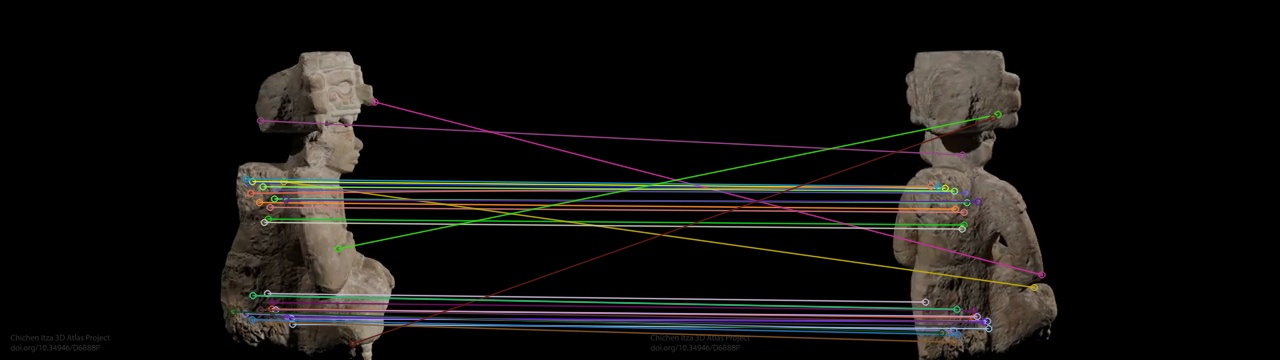 Chichen Itza 3D Atlas Project
doi.org/10.34946/D6B88P
Chichen Itza 3D Atlas Project
doi.org/10.34946/D6B88P